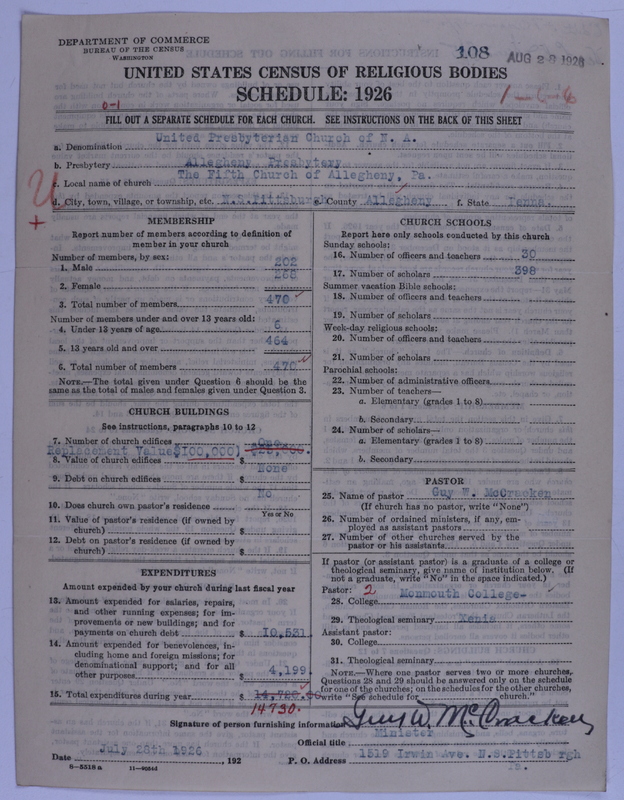 DEPARTMENT OF COMMERCE
BUREAU OF THE CENSUS
WASHINGTON
108
AUG 28 1926
UNITED STATES CENSUS OF RELIGIOUS BODIES
SCHEDULE: 1926
0-1
1-6-6
FILL OUT A SEPARATE SCHEDULE FOR EACH CHURCH. SEE INSTRUCTIONS ON THE BACK OF THIS SHEET
a. Denomination United Presbyterian Church of N. A.
b. Presbytery Allegheny Presbytery
c. Local name of church The Fifth Church of Allegheny, Pa.
d. City, town, village, or township, etc. N.S.Pittsburgh e. County Allegheny f. State Penna.
U
+
MEMBERSHIP
Report number of members according to definition of
member in your church
Number of members, by sex:
1. Male 202
2. Female 268
3. Total number of members 470
Number of members under and over 13 years old:
4. Under 13 years of age 6
5. 13 years old and over 464
6. Total number of members 470
NOTE.—The total given under Question 6 should be the
same as the total of males and females given under Question 3.
CHURCH BUILDINGS
See instructions, paragraphs 10 to 12
7. Number of church edifices One
Replacement Value $(100,000)
8. Value of church edifices $
9. Debt on church edifices $ None
10. Does church own pastor's residence No
Yes or No
11. Value of pastor's residence (if owned by
church) $
12. Debt on pastor's residence (if owned by
church) $
EXPENDITURES
Amount expended by your church during last fiscal year
13. Amount expended for salaries, repairs,
and other running expenses; for im-
provements or new buildings; and for
payments on church debt $ 10,531
14. Amount expended for benevolences, in-
cluding home and foreign missions; for
denominational support; and for all
other purposes $ 4,199
15. Total expenditures during year $
14730.
CHURCH SCHOOLS
Report here only schools conducted by this church
Sunday schools:
16. Number of officers and teachers 30
17. Number of scholars 398
Summer vacation Bible schools:
18. Number of officers and teachers
19. Number of scholars
Week-day religious schools:
20. Number of officers and teachers
21. Number of scholars
Parochial schools:
22. Number of administrative officers
23. Number of teachers—
a. Elementary (grades 1 to 8)
b. Secondary
24. Number of scholars—
a. Elementary (grades 1 to 8)
b. Secondary
PASTOR
25. Name of pastor Guy W. McCracken
(If church has no pastor, write "None")
26. Number of ordained ministers, if any, em-
ployed as assistant pastors
27. Number of other churches served by the
pastor or his assistants
If pastor (or assistant pastor) is a graduate of a college or
theological seminary, give name of institution below. (If
not a graduate, write "No" in the space indicated.)
Pastor: 2
28. College Monmouth College-
29. Theological seminary Xenia
Assistant pastor:
30. College
31. Theological seminary
NOTE.—Where one pastor serves two or more churches,
Questions 28 and 29 should be answered only on the schedule
for one of the churches; on the schedules for the other churches,
write "See schedule for church."
Signature of person furnishing information Guy W. McCracken
Official title Minister
Date July 28th 1926, 192 P. O. Address 1519 Irwin Ave. N.S.Pittsb rgh
Pa.
8-5518 a 11-9564d